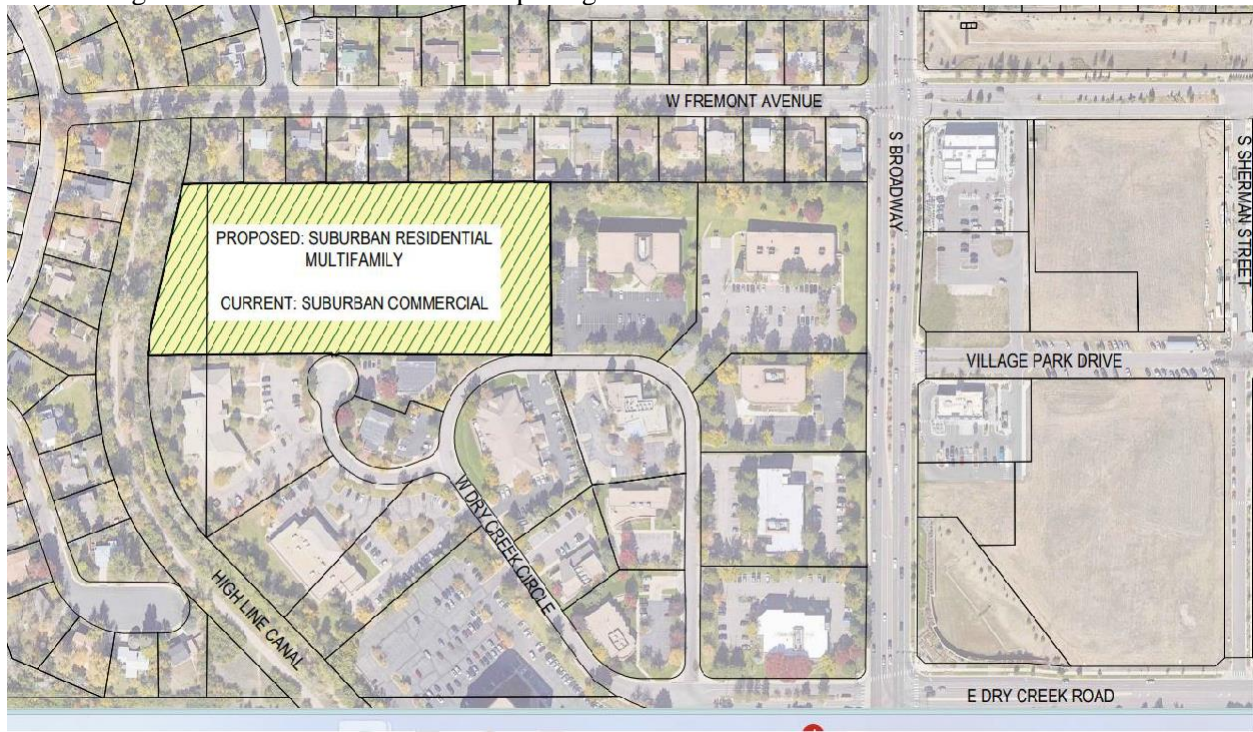 W FREMONT AVENUE
S BROADWAY
S SHERMAN STREET
PROPOSED: SUBURBAN RESIDENTIAL
MULTIFAMILY
CURRENT: SUBURBAN COMMERCIAL
VILLAGE PARK DRIVE
W DRY CREEK CIRCLE
HIGH LINE CANAL
E DRY CREEK ROAD